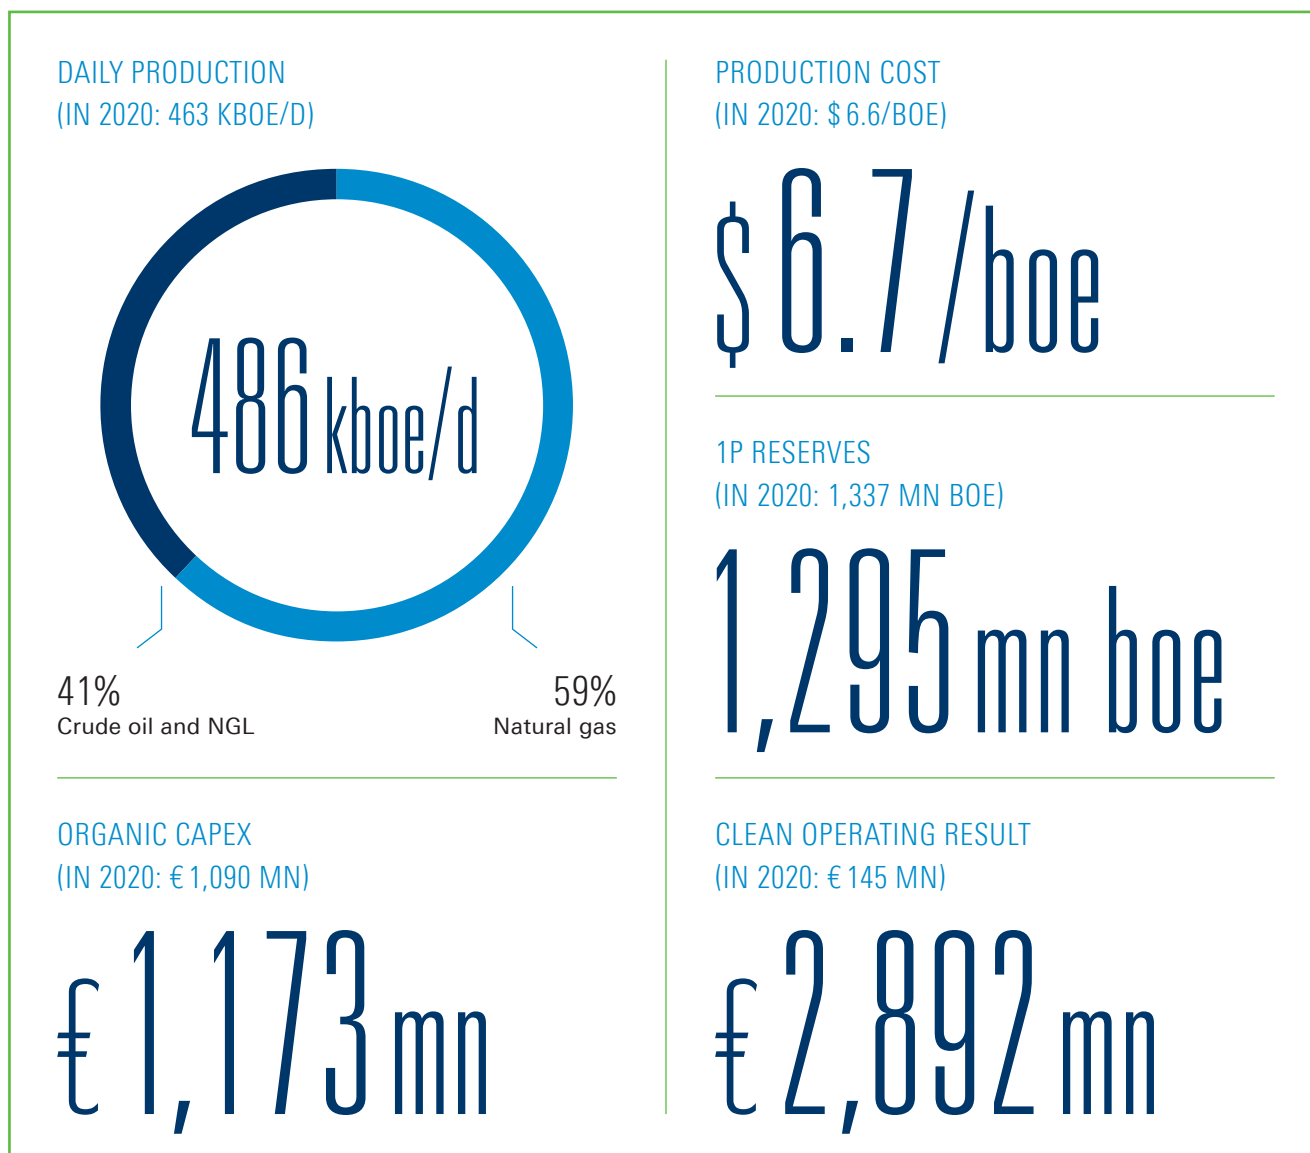 DAILY PRODUCTION
(IN 2020: 463 KBOE/D)
486 kboe/d
41%
Crude oil and NGL
59%
Natural gas
ORGANIC CAPEX
(IN 2020: € 1,090 MN)
€ 1,173 mn
PRODUCTION COST
(IN 2020: $ 6.6/BOE)
$ 6.7 /boe
1P RESERVES
(IN 2020: 1,337 MN BOE)
1,295 mn boe
CLEAN OPERATING RESULT
(IN 2020: € 145 MN)
€ 2,892 mn